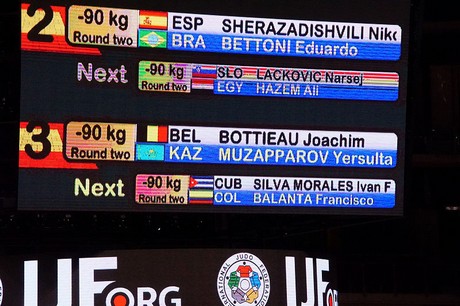 2 -90 kg ESP SHERAZADISHVILI Niko
Round two BRA BETTONI Eduardo
Next -90 kg SLO LACKOVIC Narsej
Round two EGY HAZEM Ali
3 -90 kg BEL BOTTIEAU Joachim
Round two KAZ MUZAPPAROV Yersulta
Next -90 kg CUB SILVA MORALES Ivan F
Round two COL BALANTA Francisco
IJF.ORG IJF.
JUDO